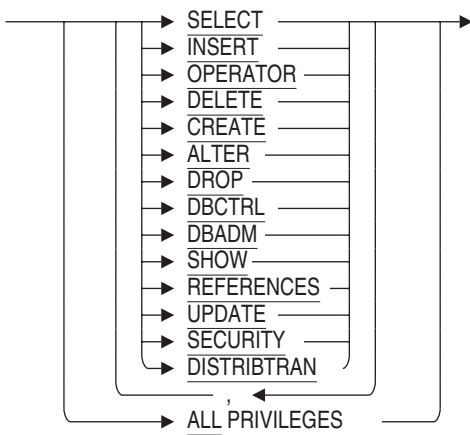 SELECT
INSERT
OPERATOR
DELETE
CREATE
ALTER
DROP
DBCTRL
DBADM
SHOW
REFERENCES
UPDATE
SECURITY
DISTRIBTRAN
,
ALL PRIVILEGES